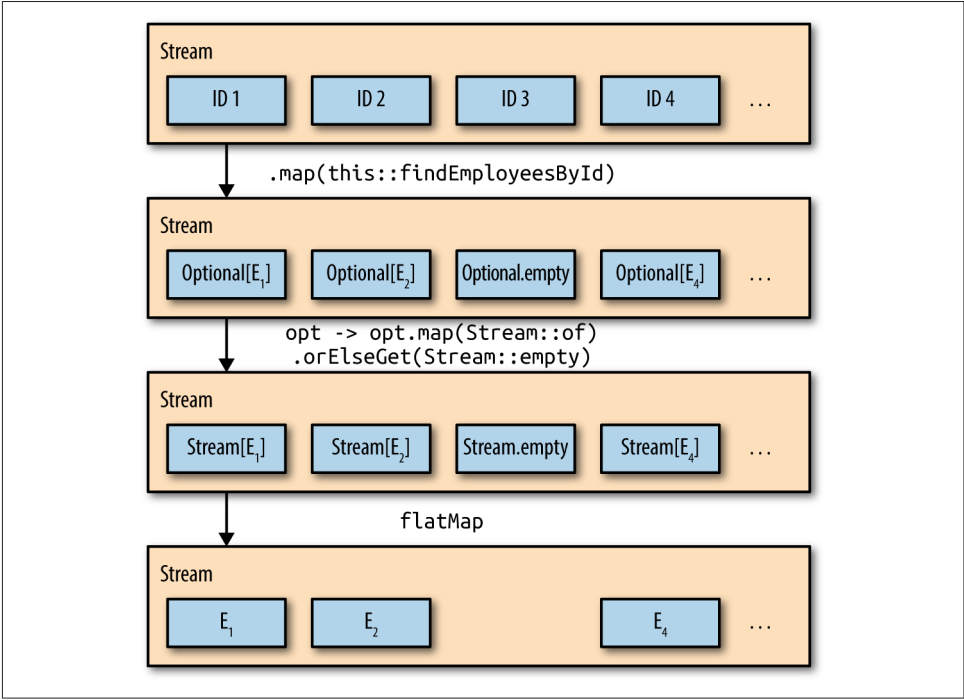 Stream
ID 1 ID 2 ID 3 ID 4 ...
.map(this::findEmployeesById)
Stream
Optional[E₁] Optional[E₂] Optional.empty Optional[E₄] ...
opt -> opt.map(Stream::of)
.orElseGet(Stream::empty)
Stream
Stream[E₁] Stream[E₂] Stream.empty Stream[E₄] ...
flatMap
Stream
E₁ E₂ E₄ ...